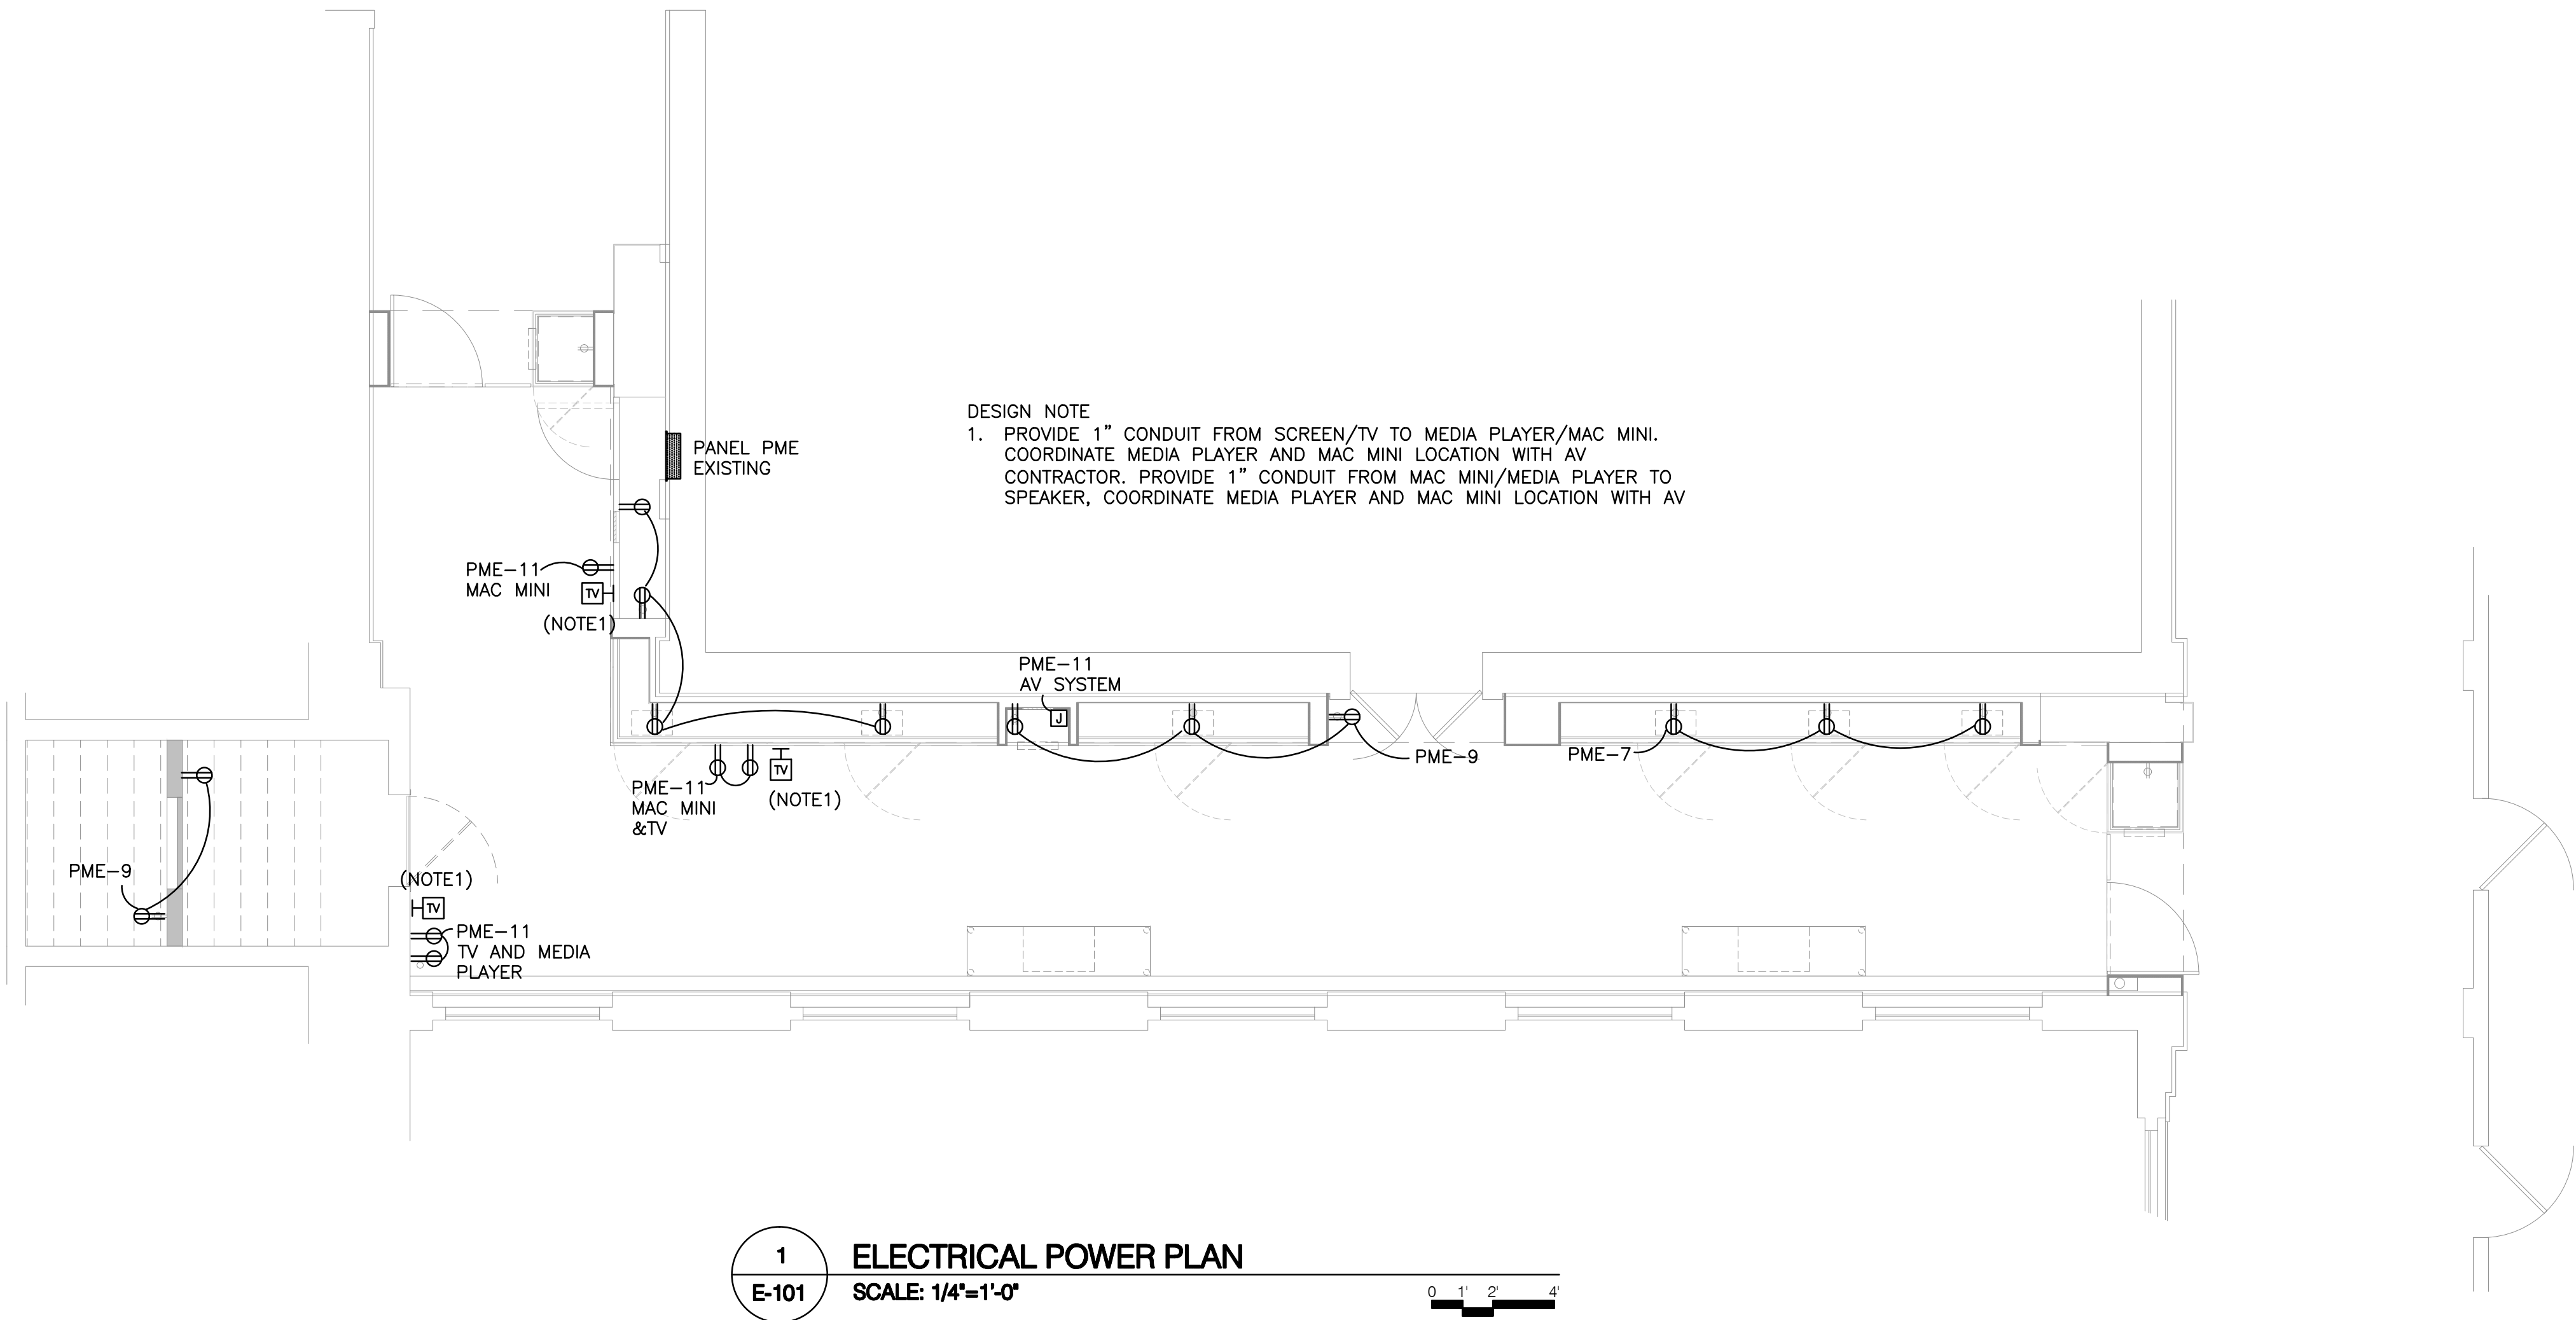 DESIGN NOTE
1. PROVIDE 1” CONDUIT FROM SCREEN/TV TO MEDIA PLAYER/MAC MINI.
COORDINATE MEDIA PLAYER AND MAC MINI LOCATION WITH AV
CONTRACTOR. PROVIDE 1” CONDUIT FROM MAC MINI/MEDIA PLAYER TO
SPEAKER, COORDINATE MEDIA PLAYER AND MAC MINI LOCATION WITH AV
PANEL PME
EXISTING
PME-11
MAC MINI
TV
(NOTE1)
PME-11
AV SYSTEM
J
PME-9
PME-7
TV
PME-11
MAC MINI
&TV
(NOTE1)
PME-9
(NOTE1)
TV
PME-11
TV AND MEDIA
PLAYER
1
E-101
ELECTRICAL POWER PLAN
SCALE: 1/4"=1'-0"
0 1' 2' 4'